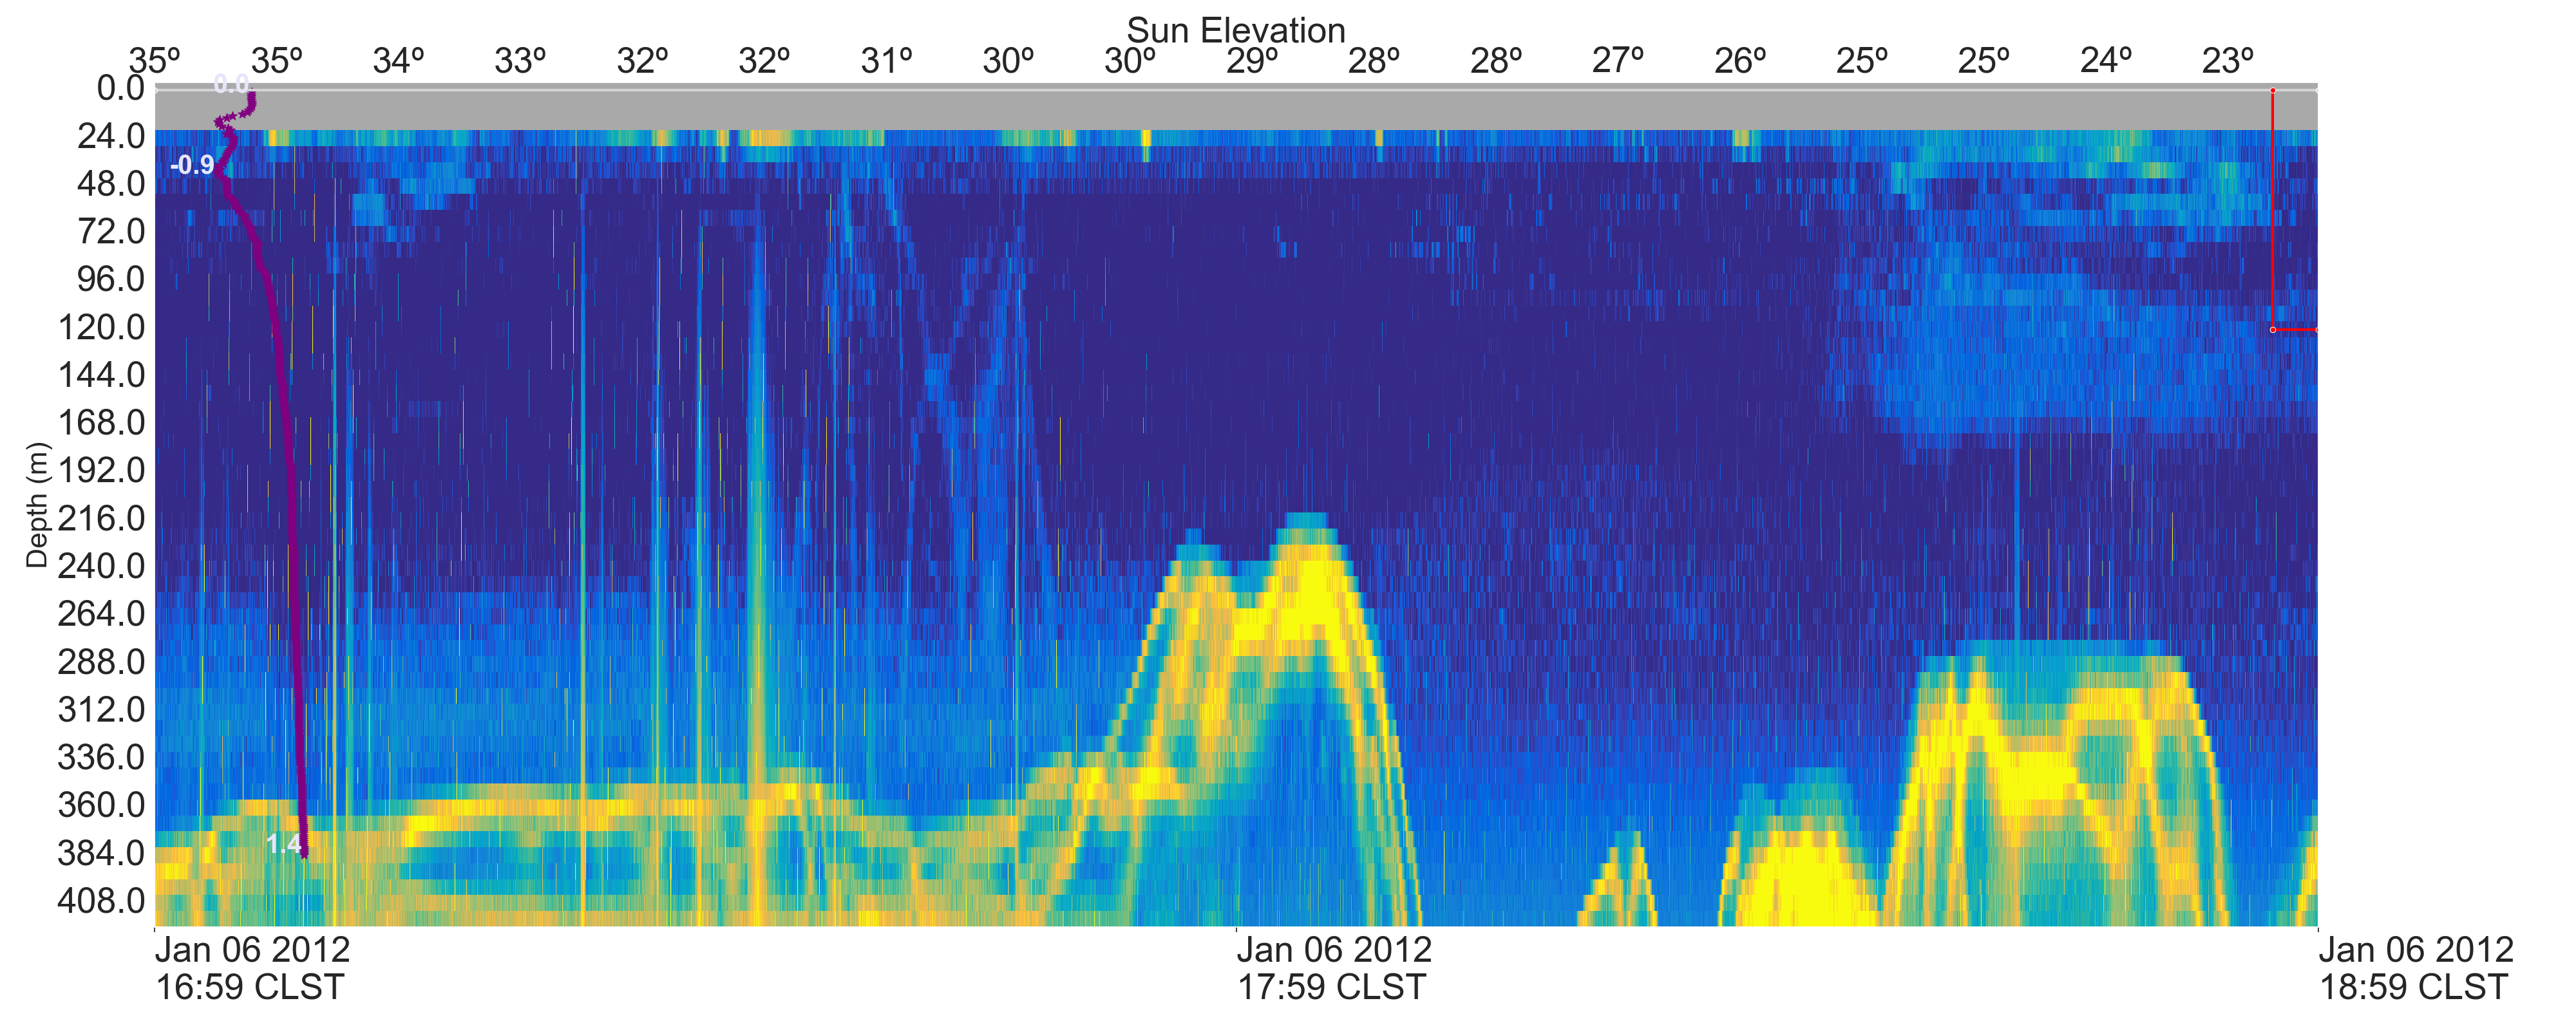 Sun Elevation
35º 35º 34º 33º 32º 32º 31º 30º 30º 29º 28º 28º 27º 26º 25º 25º 24º 23º
0.0
0.0
24.0
-0.9
48.0
72.0
96.0
120.0
144.0
168.0
192.0
216.0
240.0
264.0
288.0
312.0
336.0
360.0
1.4
384.0
408.0
Depth (m)
Jan 06 2012
16:59 CLST
Jan 06 2012
17:59 CLST
Jan 06 2012
18:59 CLST